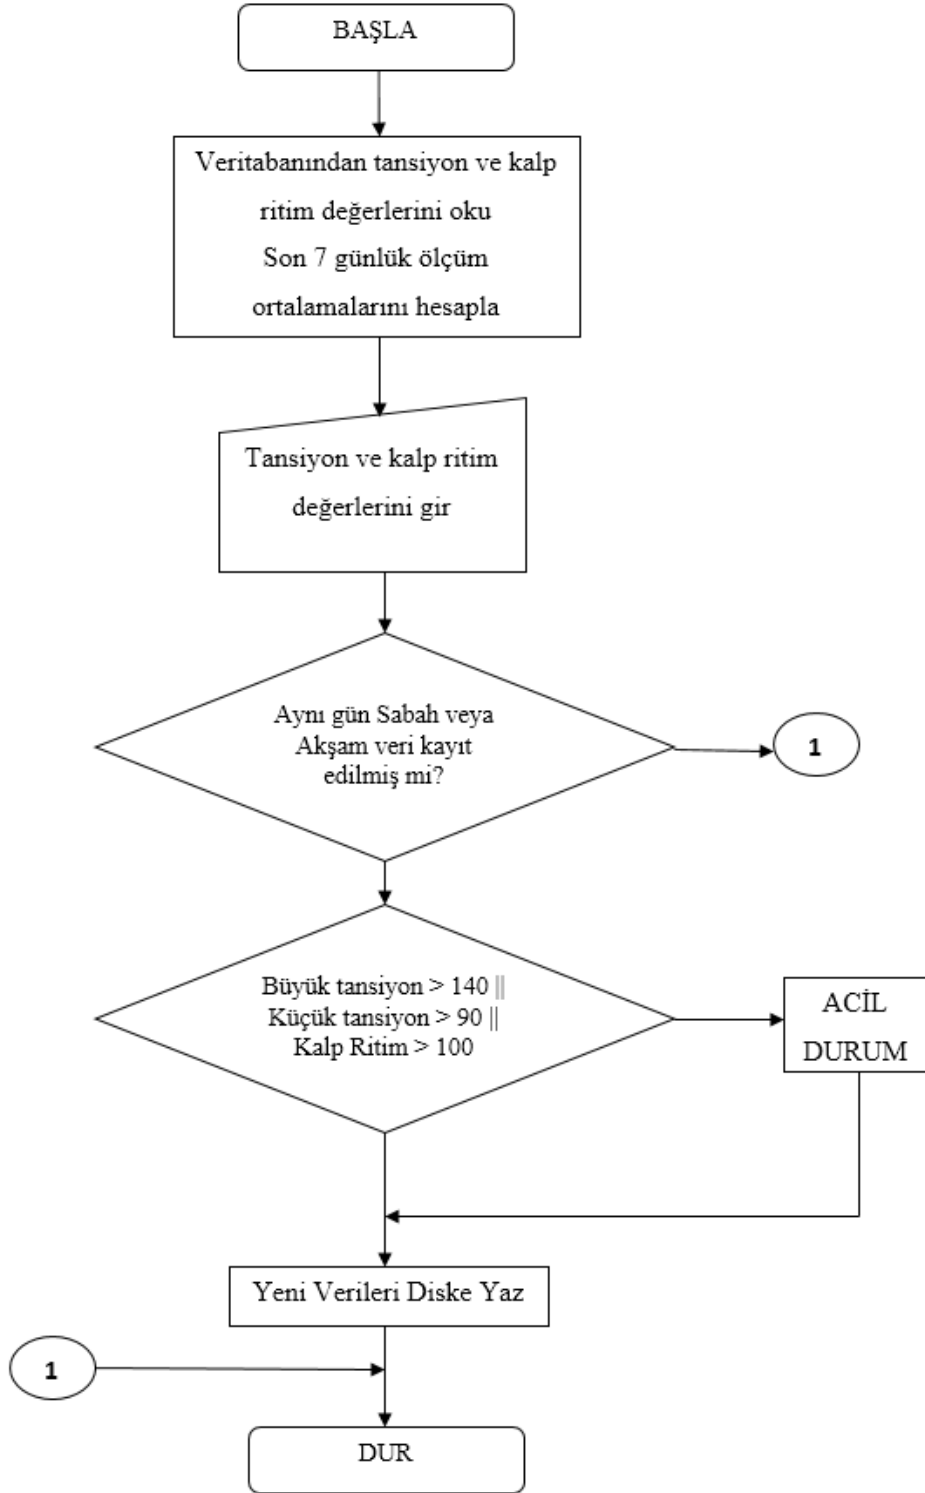 BAŞLA
Veritabanından tansiyon ve kalp
ritim değerlerini oku
Son 7 günlük ölçüm
ortalamalarını hesapla
Tansiyon ve kalp ritim
değerlerini gir
Aynı gün Sabah veya
Akşam veri kayıt
edilmiş mi?
1
Büyük tansiyon > 140 ||
Küçük tansiyon > 90 ||
Kalp Ritim > 100
ACİL
DURUM
Yeni Verileri Diske Yaz
1
DUR